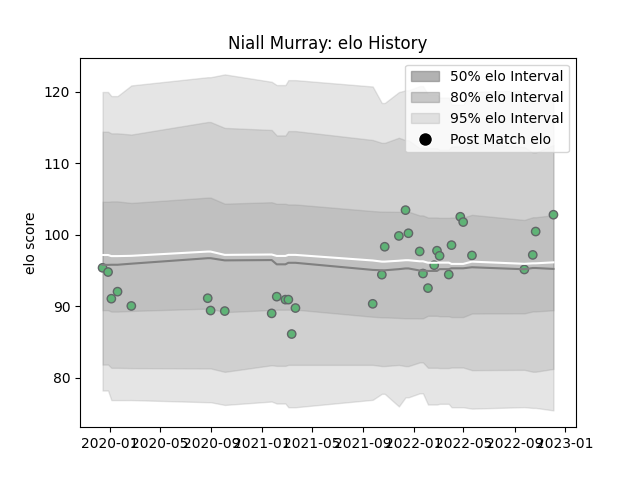 Niall Murray: elo History
50% elo Interval
80% elo Interval
95% elo Interval
Post Match elo
elo score
120
110
100
90
80
2020-01 2020-05 2020-09 2021-01 2021-05 2021-09 2022-01 2022-05 2022-09 2023-01